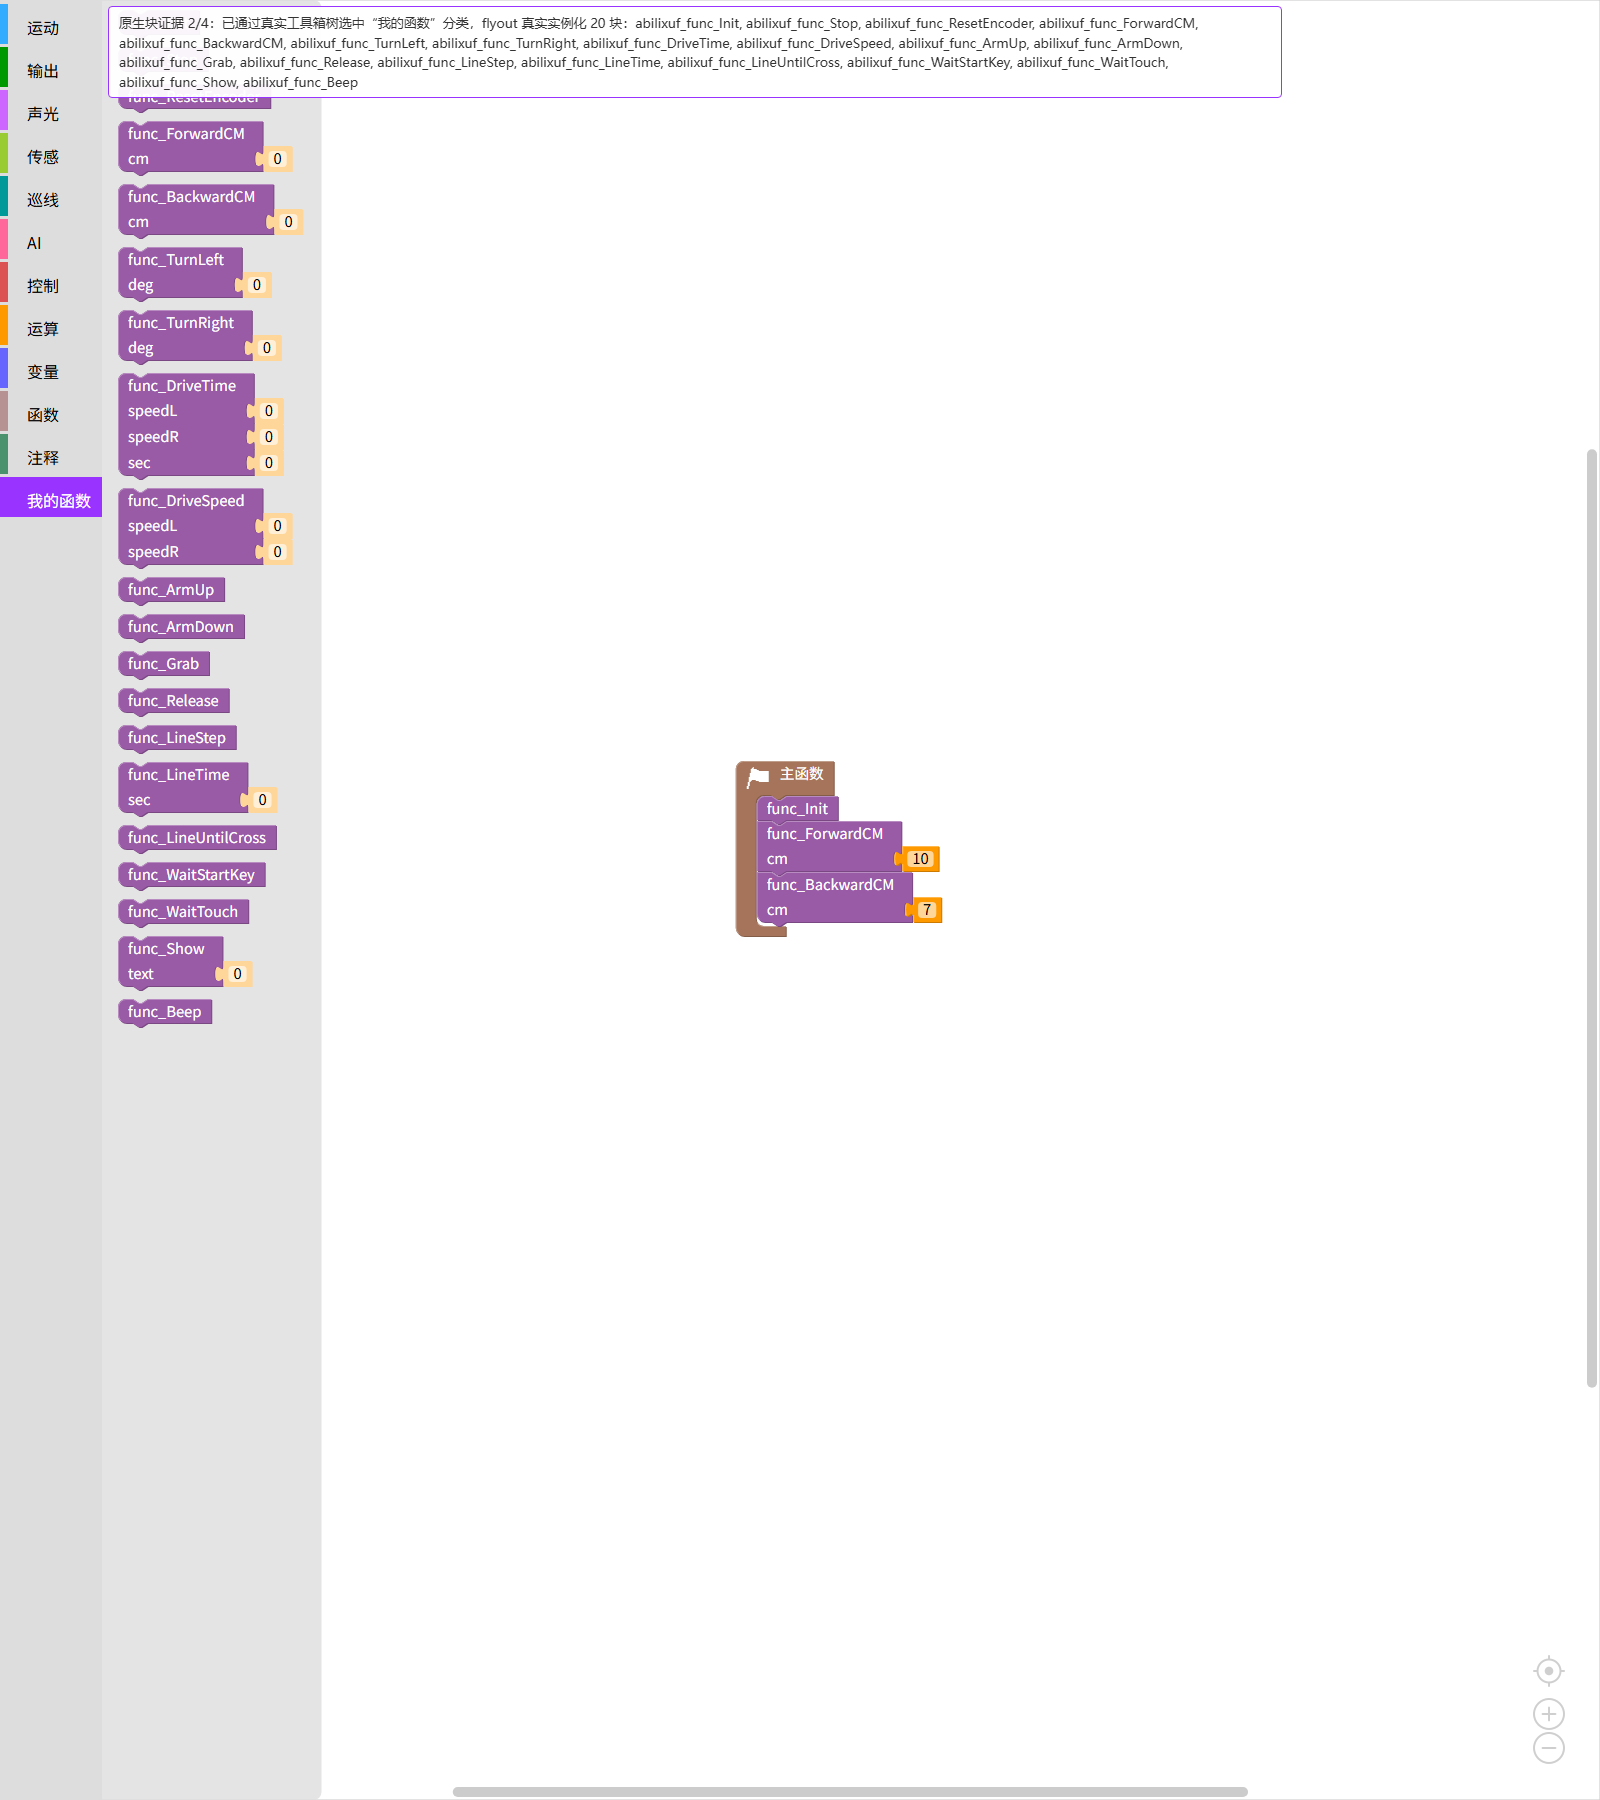 原生块证据 2/4：已通过真实工具箱树选中“我的函数”分类，flyout 真实实例化 20 块：abilixuf_func_Init, abilixuf_func_Stop, abilixuf_func_ResetEncoder, abilixuf_func_ForwardCM,
abilixuf_func_BackwardCM, abilixuf_func_TurnLeft, abilixuf_func_TurnRight, abilixuf_func_DriveTime, abilixuf_func_DriveSpeed, abilixuf_func_ArmUp, abilixuf_func_ArmDown,
abilixuf_func_Grab, abilixuf_func_Release, abilixuf_func_LineStep, abilixuf_func_LineTime, abilixuf_func_LineUntilCross, abilixuf_func_WaitStartKey, abilixuf_func_WaitTouch,
abilixuf_func_Show, abilixuf_func_Beep
运动
输出
声光
传感
巡线
AI
控制
运算
变量
函数
注释
我的函数
func_ResetEncoder
func_ForwardCM
cm 0
func_BackwardCM
cm 0
func_TurnLeft
deg 0
func_TurnRight
deg 0
func_DriveTime
speedL 0
speedR 0
sec 0
func_DriveSpeed
speedL 0
speedR 0
func_ArmUp
func_ArmDown
func_Grab
func_Release
func_LineStep
func_LineTime
sec 0
func_LineUntilCross
func_WaitStartKey
func_WaitTouch
func_Show
text 0
func_Beep
主函数
func_Init
func_ForwardCM
cm 10
func_BackwardCM
cm 7